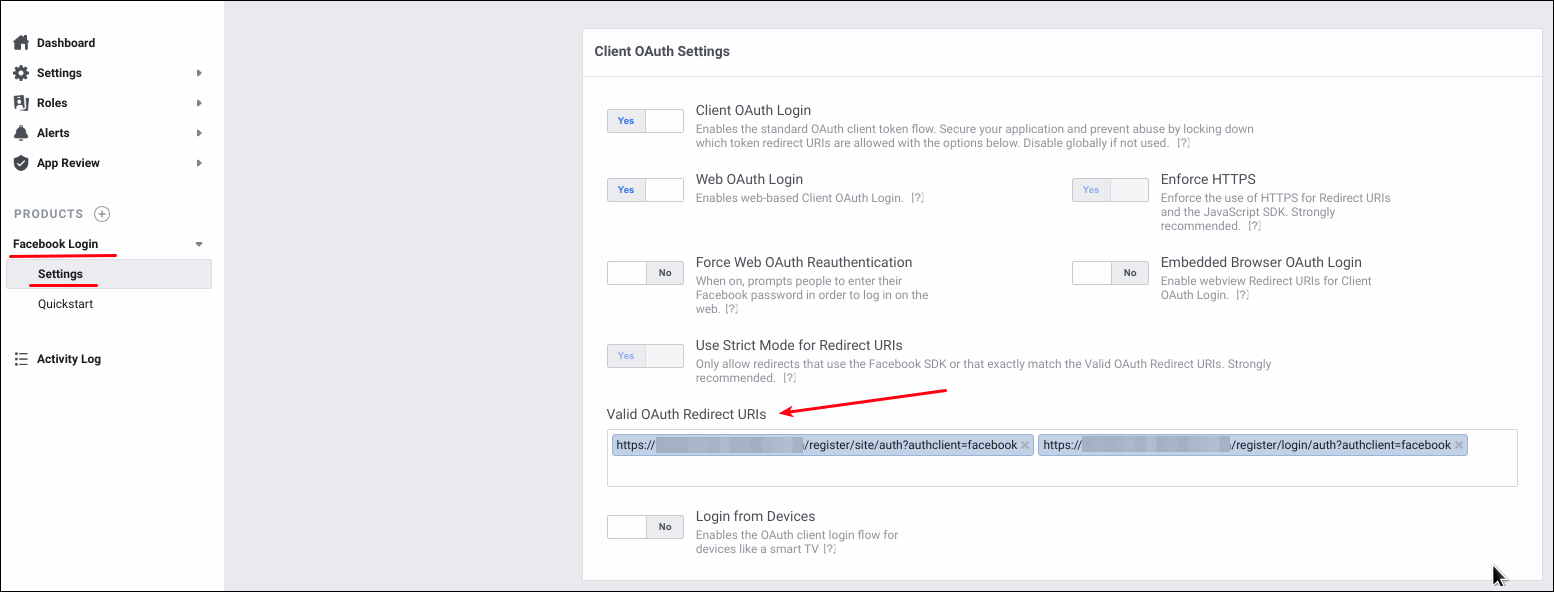 Dashboard
Settings
Roles
Alerts
App Review
PRODUCTS
Facebook Login
Settings
Quickstart
Activity Log
Client OAuth Settings
Yes
Client OAuth Login
Enables the standard OAuth client token flow. Secure your application and prevent abuse by locking down
which token redirect URIs are allowed with the options below. Disable globally if not used. [?]
Yes
Web OAuth Login
Enables web-based Client OAuth Login. [?]
Yes
Enforce HTTPS
Enforce the use of HTTPS for Redirect URIs
and the JavaScript SDK. Strongly
recommended. [?]
No
Force Web OAuth Reauthentication
When on, prompts people to enter their
Facebook password in order to log in on the
web. [?]
No
Embedded Browser OAuth Login
Enable webview Redirect URIs for Client
OAuth Login. [?]
Yes
Use Strict Mode for Redirect URIs
Only allow redirects that use the Facebook SDK or that exactly match the Valid OAuth Redirect URIs. Strongly
recommended. [?]
Valid OAuth Redirect URIs
https:// /register/site/auth?authclient=facebook https:// /register/login/auth?authclient=facebook
No
Login from Devices
Enables the OAuth client login flow for
devices like a smart TV [?]